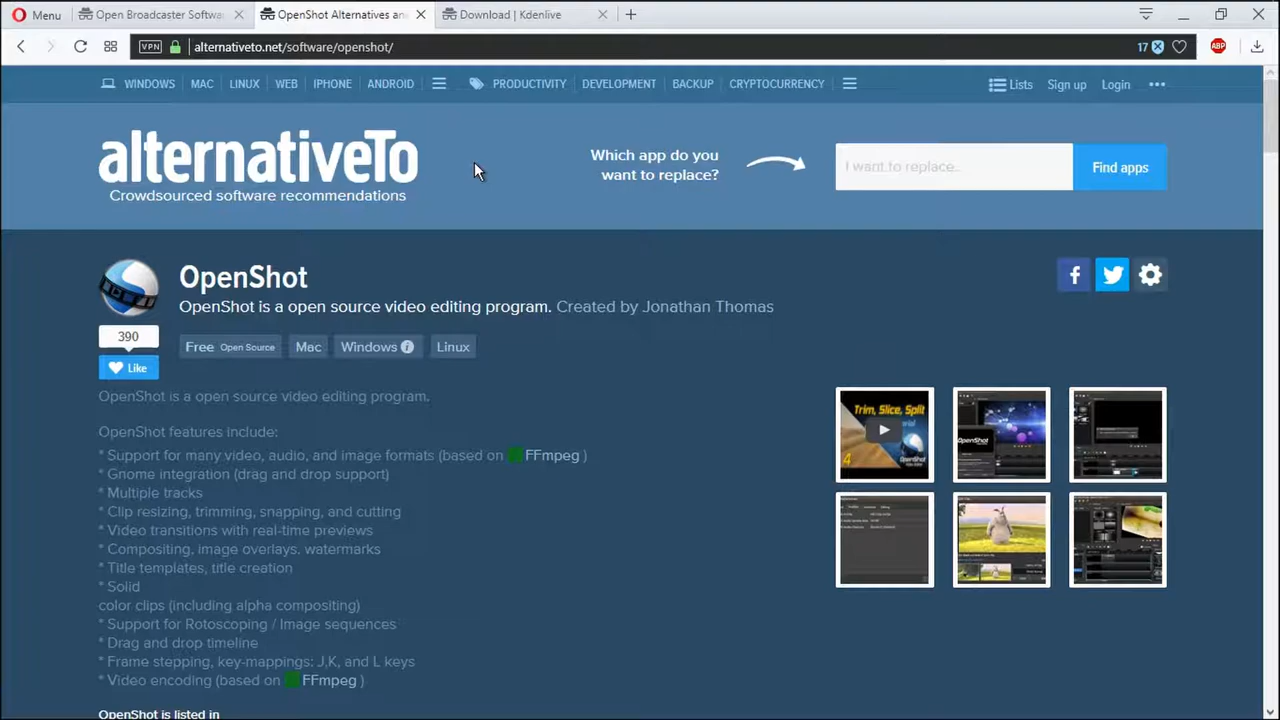 Menu
Open Broadcaster Softwa
OpenShot Alternatives an
Download | Kdenlive
VPN
alternativeto.net/software/openshot/
17
ABP
WINDOWS MAC LINUX WEB IPHONE ANDROID PRODUCTIVITY DEVELOPMENT BACKUP CRYPTOCURRENCY Lists Sign up Login
alternativeTo
Crowdsourced software recommendations
Which app do you
want to replace?
I want to replace..
Find apps
OpenShot
OpenShot is a open source video editing program. Created by Jonathan Thomas
390
Like
Free Open Source Mac Windows Linux
OpenShot is a open source video editing program.
OpenShot features include:
* Support for many video, audio, and image formats (based on FFmpeg )
* Gnome integration (drag and drop support)
* Multiple tracks
* Clip resizing, trimming, snapping, and cutting
* Video transitions with real-time previews
* Compositing, image overlays, watermarks
* Title templates, title creation
* Solid
color clips (including alpha compositing)
* Support for Rotoscoping / Image sequences
* Drag and drop timeline
* Frame stepping, key-mappings: J,K, and L keys
* Video encoding (based on FFmpeg )
OpenShot is listed in
Trim, Slice, Split
4
OpenShot